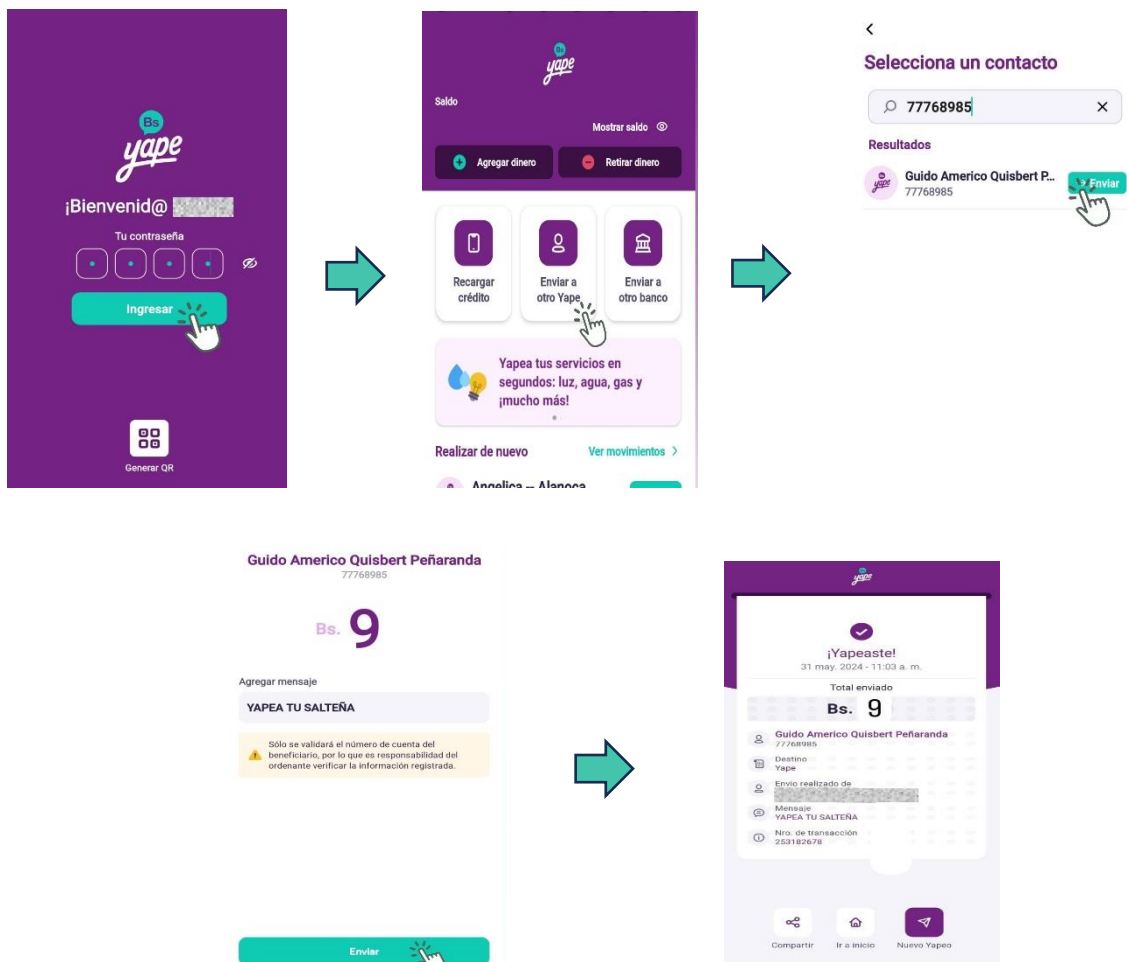 Bs
yape
¡Bienvenid@
Tu contraseña
Ingresar
Generar QR
Bs
yape
Saldo
Mostrar saldo
Agregar dinero
Retirar dinero
Recargar
crédito
Enviar a
otro Yape
Enviar a
otro banco
Yapea tus servicios en
segundos: luz, agua, gas y
¡mucho más!
Realizar de nuevo
Ver movimientos >
Angelica -- Alanoca
Selecciona un contacto
77768985
Resultados
yape
Guido Americo Quisbert P...
77768985
Enviar
Guido Americo Quisbert Peñaranda
77768985
Bs. 9
Agregar mensaje
YAPEA TU SALTEÑA
Sólo se validará el número de cuenta del
beneficiario, por lo que es responsabilidad del
ordenante verificar la información registrada.
Enviar
Bs
yape
¡Yapeaste!
31 may. 2024 - 11:03 a. m.
Total enviado
Bs. 9
Guido Americo Quisbert Peñaranda
77768985
Destino
Yape
Envío realizado de
Mensaje
YAPEA TU SALTEÑA
Nro. de transacción
253182678
Compartir
Ir a inicio
Nuevo Yapeo